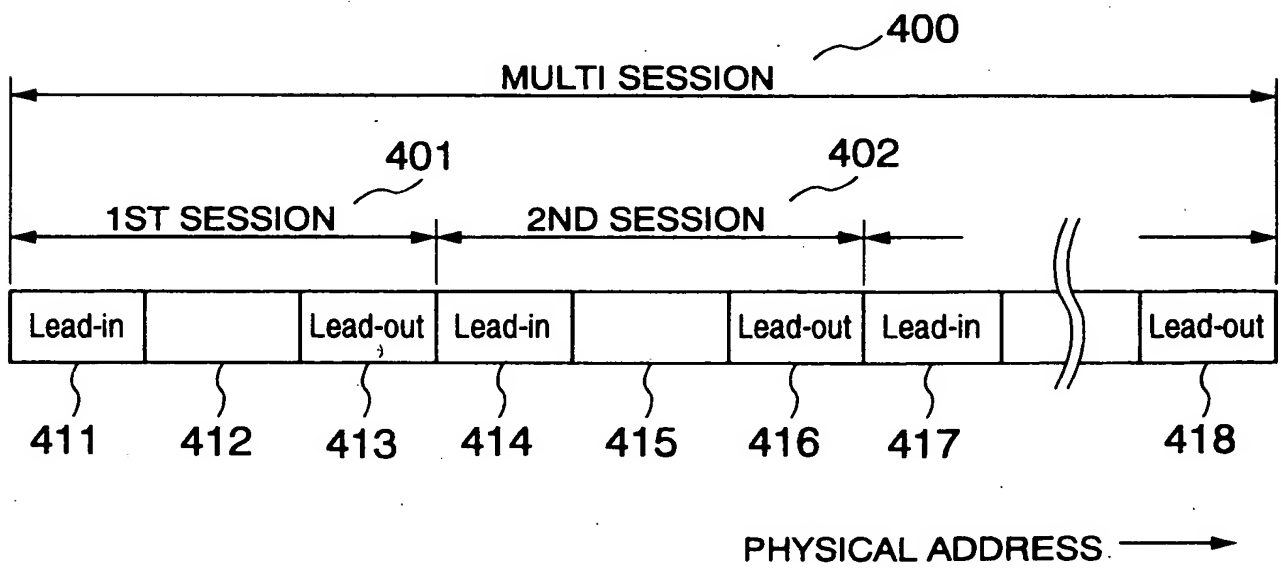 400
MULTI SESSION
401
402
1ST SESSION
2ND SESSION
Lead-in
Lead-out
Lead-in
Lead-out
Lead-in
Lead-out
411
412
413
414
415
416
417
418
PHYSICAL ADDRESS